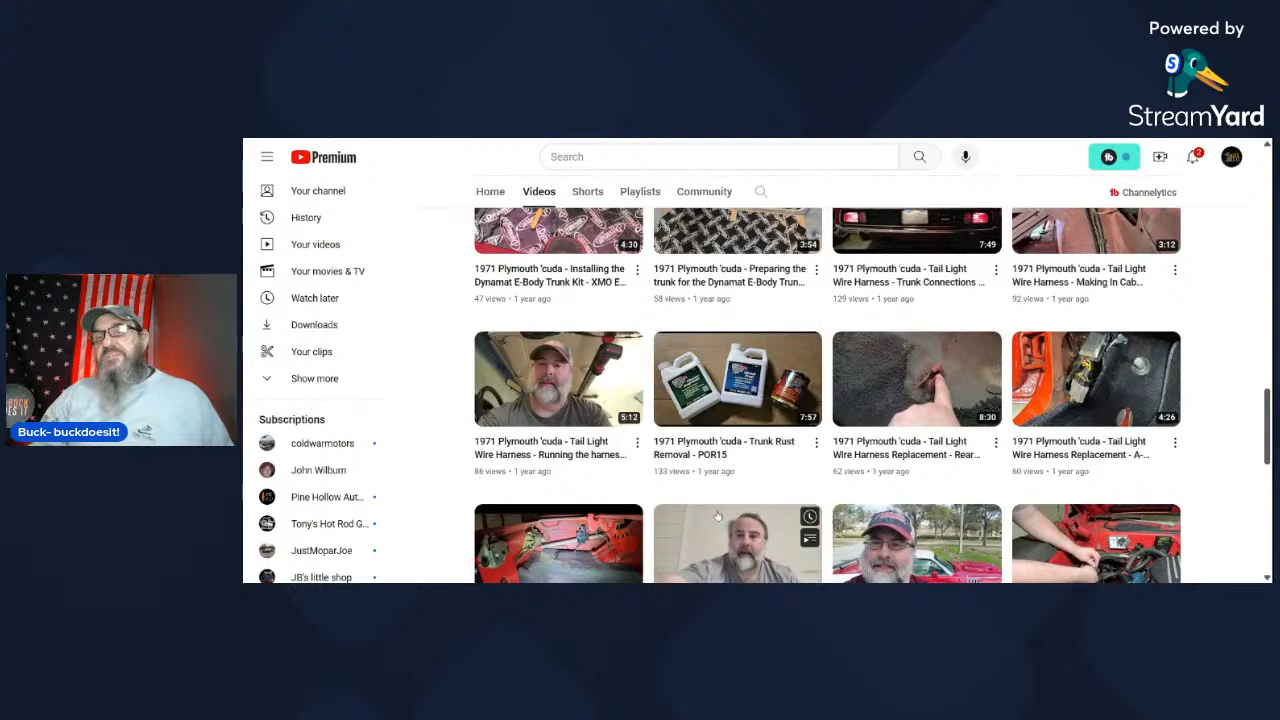 Powered by
StreamYard
Premium
Search
2
Your channel
History
Your videos
Your movies & TV
Watch later
Downloads
Your clips
Show more
Subscriptions
coldwarmotors
John Wilburn
Pine Hollow Aut...
Tony's Hot Rod G...
JustMoparJoe
JB's little shop
Home Videos Shorts Playlists Community
Channelytics
4:30
3:54
7:49
3:12
1971 Plymouth 'cuda - Installing the
Dynamat E-Body Trunk Kit - XMO E...
47 views • 1 year ago
1971 Plymouth 'cuda - Preparing the
trunk for the Dynamat E-Body Trun...
58 views • 1 year ago
1971 Plymouth 'cuda - Tail Light
Wire Harness - Trunk Connections ...
129 views • 1 year ago
1971 Plymouth 'cuda - Tail Light
Wire Harness - Making In Cab...
92 views • 1 year ago
5:12
7:57
8:30
4:26
1971 Plymouth 'cuda - Tail Light
Wire Harness - Running the harnes...
86 views • 1 year ago
1971 Plymouth 'cuda - Trunk Rust
Removal - POR15
133 views • 1 year ago
1971 Plymouth 'cuda - Tail Light
Wire Harness Replacement - Rear...
62 views • 1 year ago
1971 Plymouth 'cuda - Tail Light
Wire Harness Replacement - A-...
60 views • 1 year ago
Buck- buckdoesit!